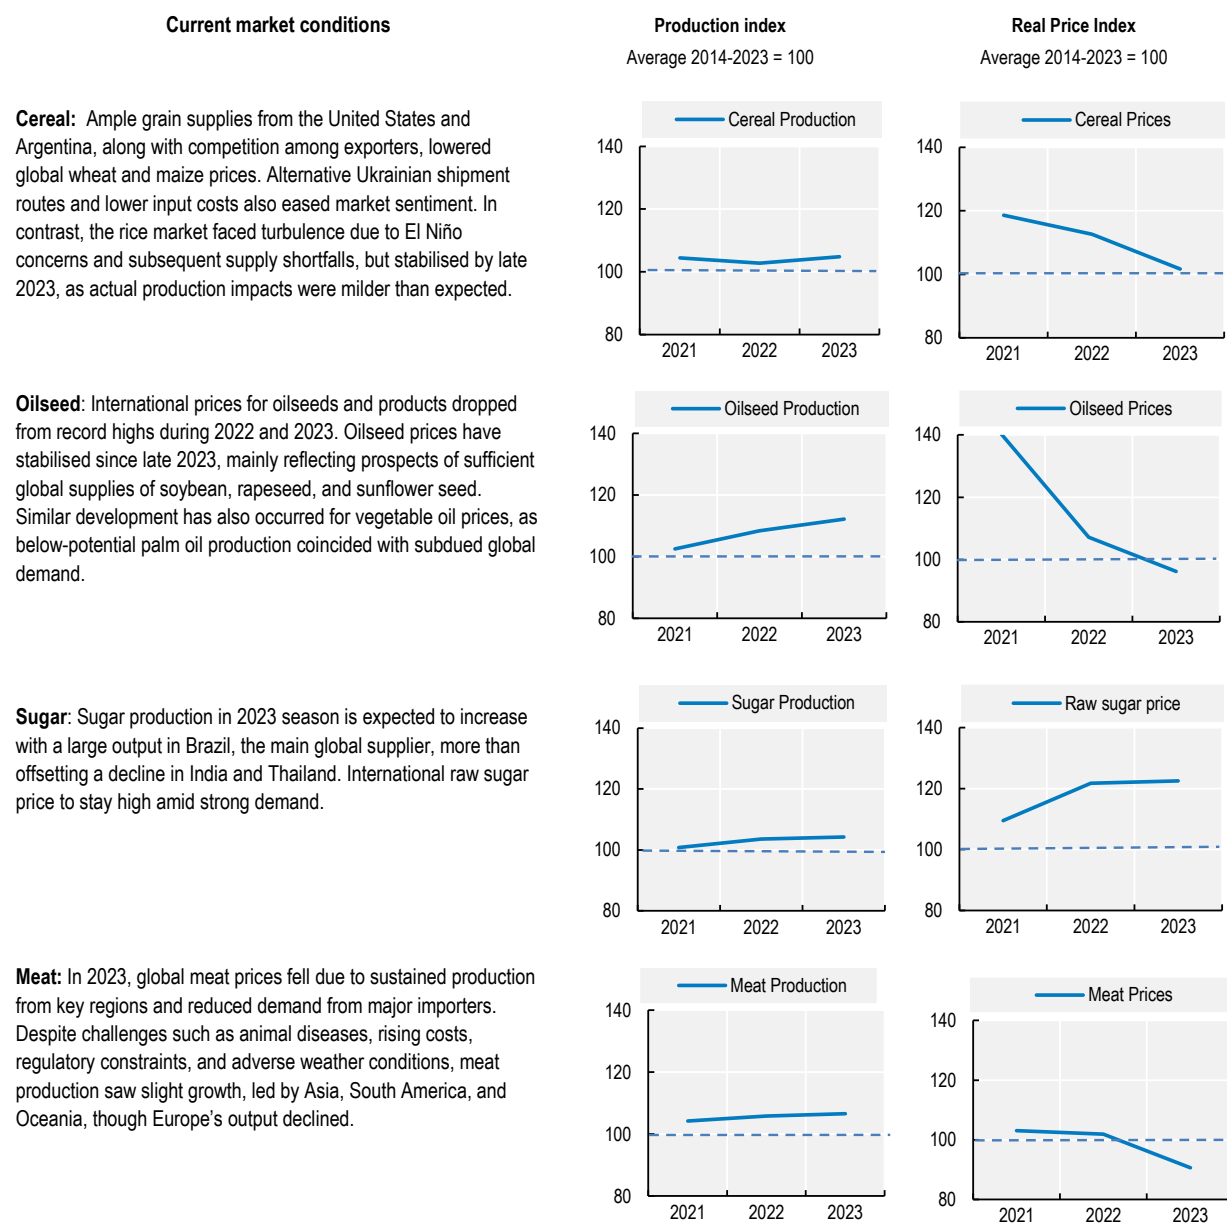 Current market conditions
Production index
Real Price Index
Average 2014-2023 = 100
Average 2014-2023 = 100
Cereal: Ample grain supplies from the United States and
Argentina, along with competition among exporters, lowered
global wheat and maize prices. Alternative Ukrainian shipment
routes and lower input costs also eased market sentiment. In
contrast, the rice market faced turbulence due to El Niño
concerns and subsequent supply shortfalls, but stabilised by late
2023, as actual production impacts were milder than expected.
Cereal Production
140
120
100
80
2021 2022 2023
Cereal Prices
140
120
100
80
2021 2022 2023
Oilseed: International prices for oilseeds and products dropped
from record highs during 2022 and 2023. Oilseed prices have
stabilised since late 2023, mainly reflecting prospects of sufficient
global supplies of soybean, rapeseed, and sunflower seed.
Similar development has also occurred for vegetable oil prices, as
below-potential palm oil production coincided with subdued global
demand.
Oilseed Production
140
120
100
80
2021 2022 2023
Oilseed Prices
140
120
100
80
2021 2022 2023
Sugar: Sugar production in 2023 season is expected to increase
with a large output in Brazil, the main global supplier, more than
offsetting a decline in India and Thailand. International raw sugar
price to stay high amid strong demand.
Sugar Production
140
120
100
80
2021 2022 2023
Raw sugar price
140
120
100
80
2021 2022 2023
Meat: In 2023, global meat prices fell due to sustained production
from key regions and reduced demand from major importers.
Despite challenges such as animal diseases, rising costs,
regulatory constraints, and adverse weather conditions, meat
production saw slight growth, led by Asia, South America, and
Oceania, though Europe's output declined.
Meat Production
140
120
100
80
2021 2022 2023
Meat Prices
140
120
100
80
2021 2022 2023